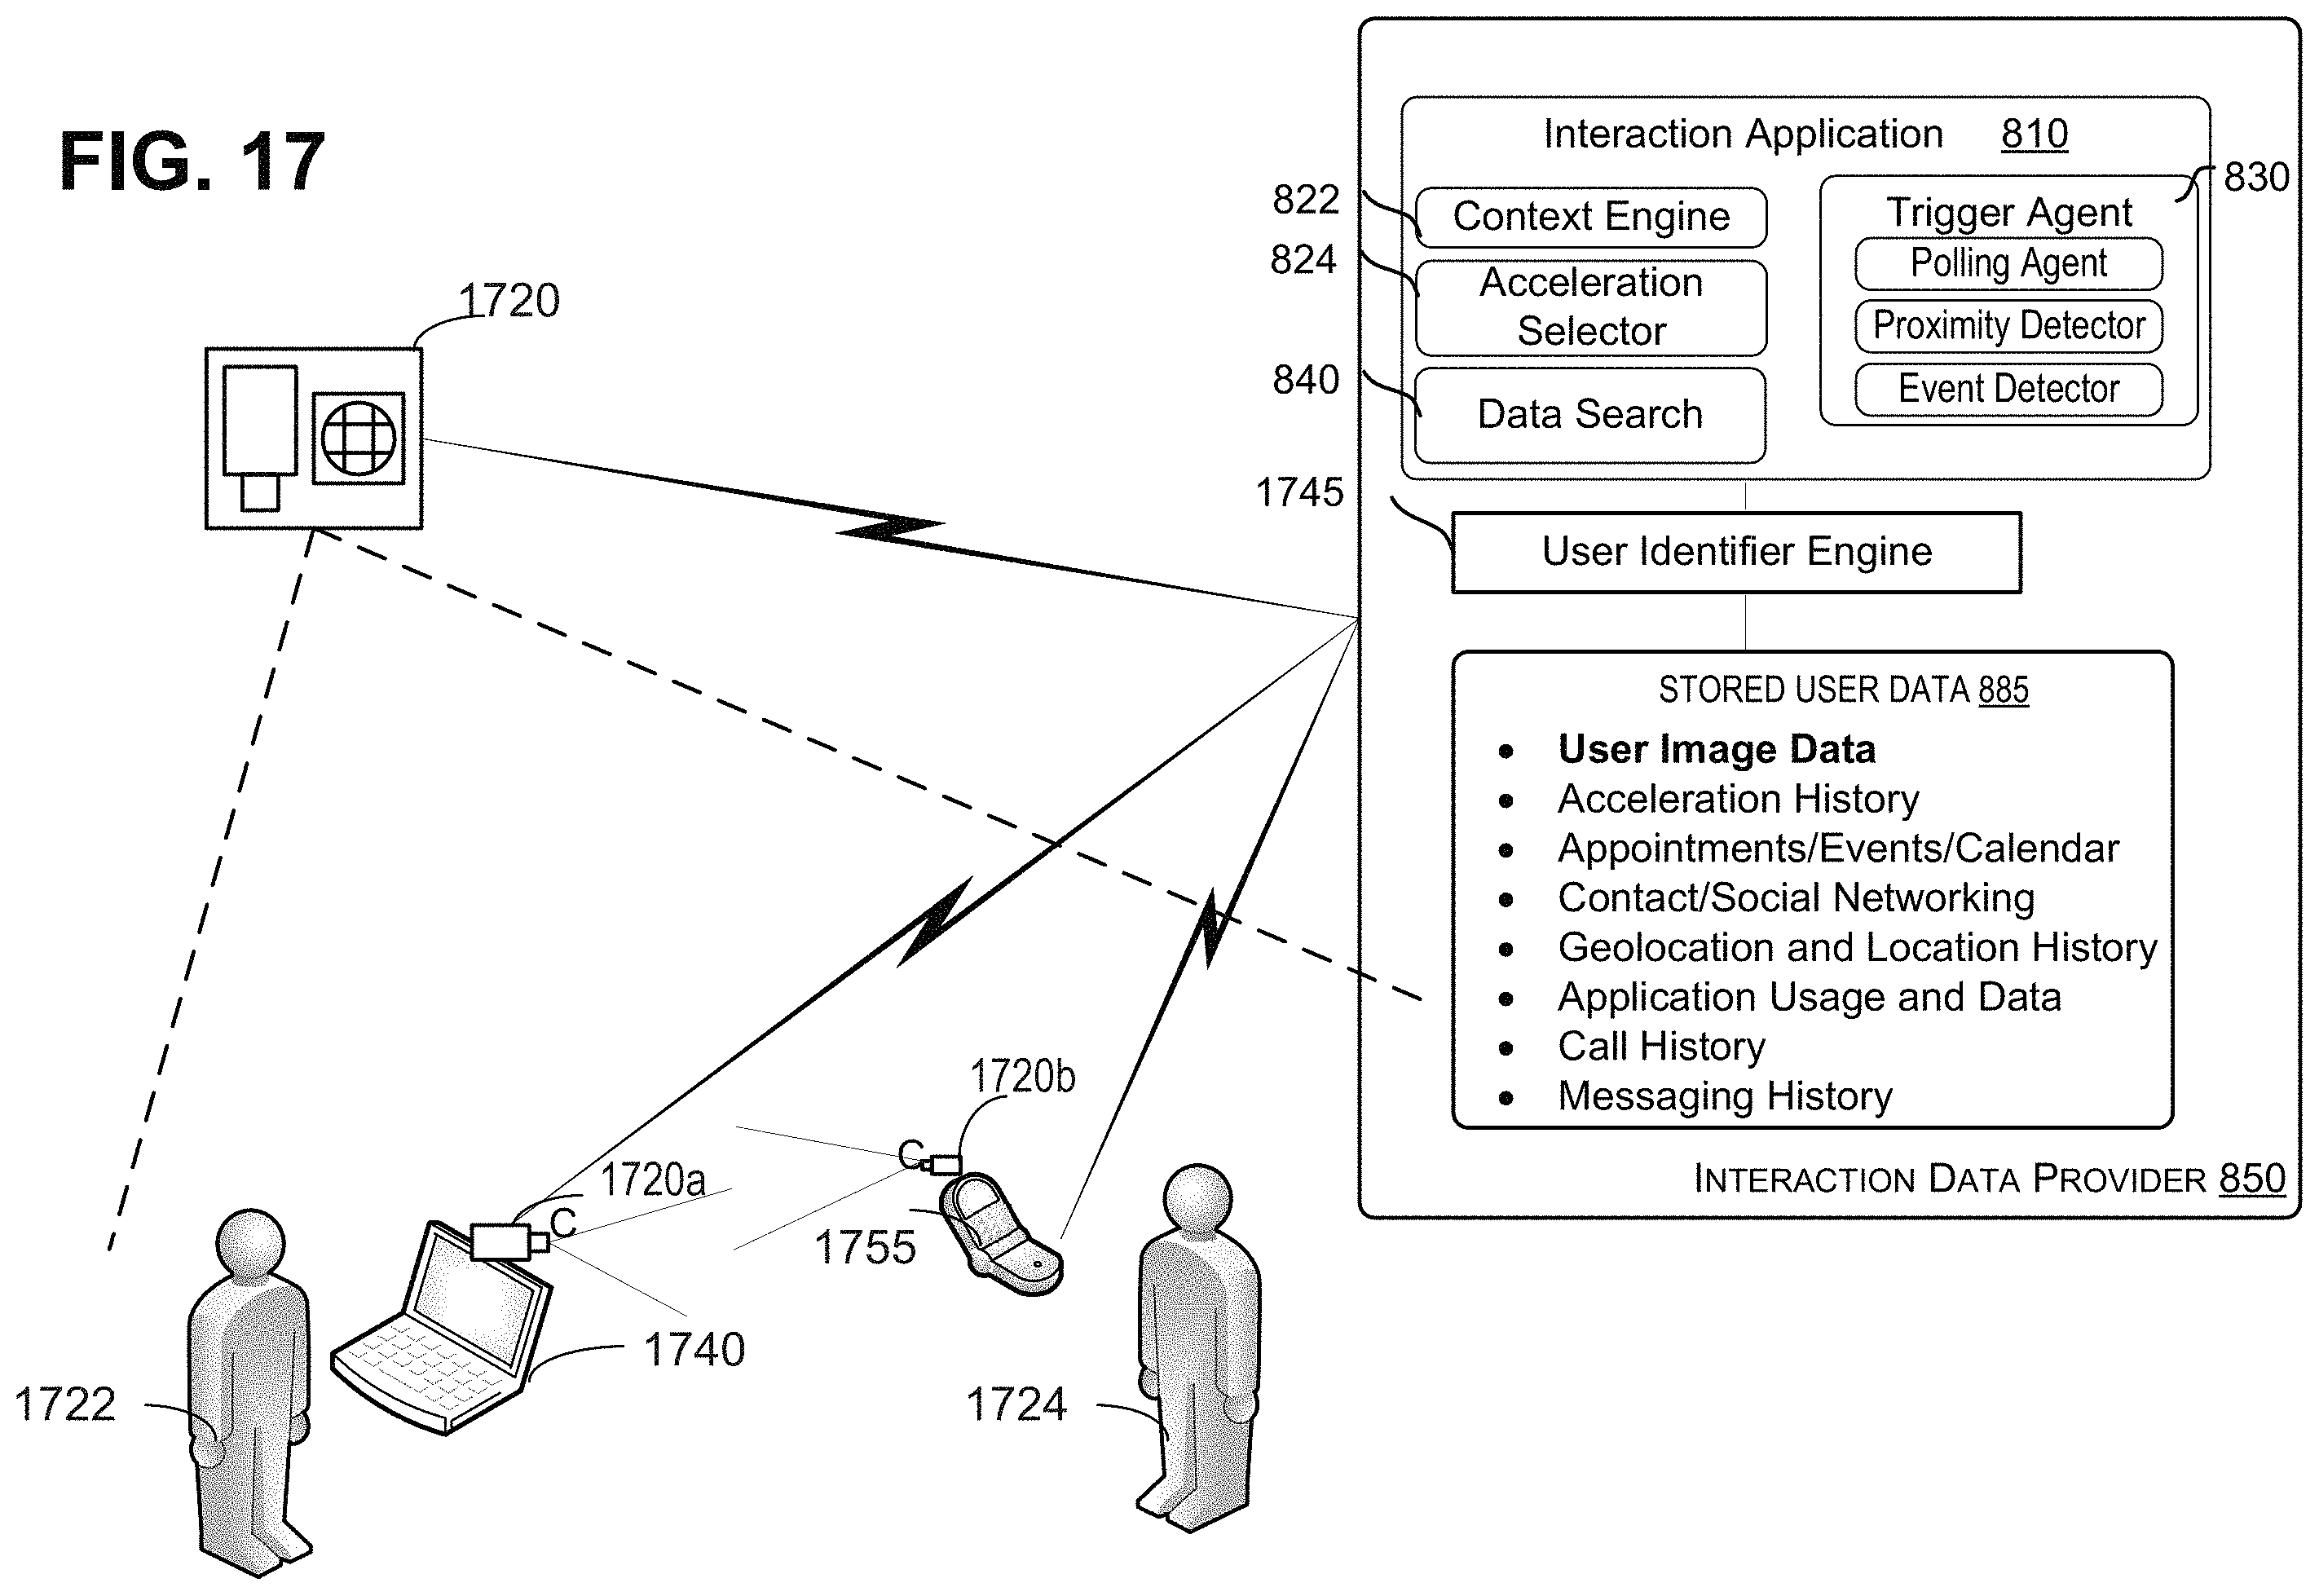 FIG. 17
1720
Interaction Application 810
822
Context Engine
824
Acceleration
Selector
840
Data Search
830
Trigger Agent
Polling Agent
Proximity Detector
Event Detector
1745
User Identifier Engine
STORED USER DATA 885
• User Image Data
• Acceleration History
• Appointments/Events/Calendar
• Contact/Social Networking
• Geolocation and Location History
• Application Usage and Data
• Call History
• Messaging History
INTERACTION DATA PROVIDER 850
1720b
C
1720a
C
1755
1740
1722
1724